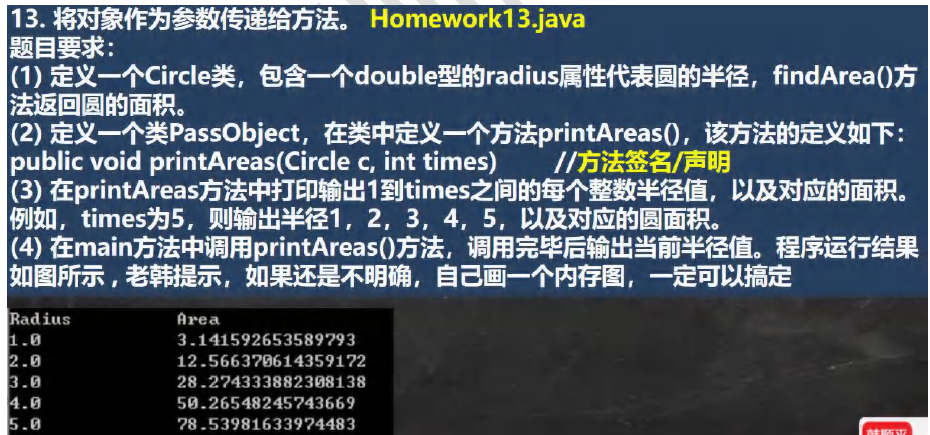 13. 将对象作为参数传递给方法。 Homework13.java
题目要求：
(1) 定义一个Circle类，包含一个double型的radius属性代表圆的半径，findArea()方
法返回圆的面积。
(2) 定义一个类PassObject，在类中定义一个方法printAreas()，该方法的定义如下：
public void printAreas(Circle c, int times) //方法签名/声明
(3) 在printAreas方法中打印输出1到times之间的每个整数半径值，以及对应的面积。
例如，times为5，则输出半径1，2，3，4，5，以及对应的圆面积。
(4) 在main方法中调用printAreas()方法，调用完毕后输出当前半径值。程序运行结果
如图所示 , 老韩提示，如果还是不明确，自己画一个内存图，一定可以搞定
Radius Area
1.0 3.141592653589793
2.0 12.566370614359172
3.0 28.274333882308138
4.0 50.26548245743669
5.0 78.53981633974483